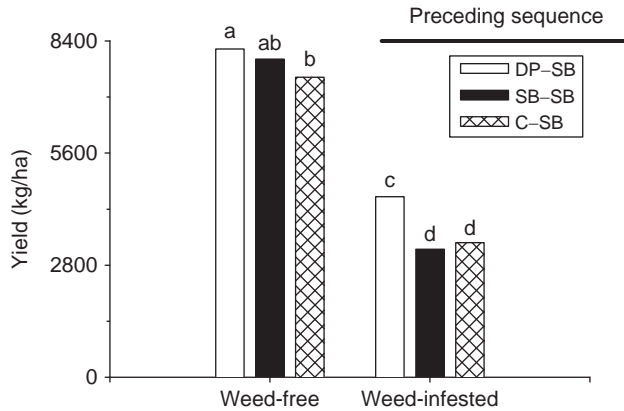 Preceding sequence
DP–SB
SB–SB
C–SB
Yield (kg/ha)
8400
5600
2800
0
a
ab
b
c
d
d
Weed-free
Weed-infested